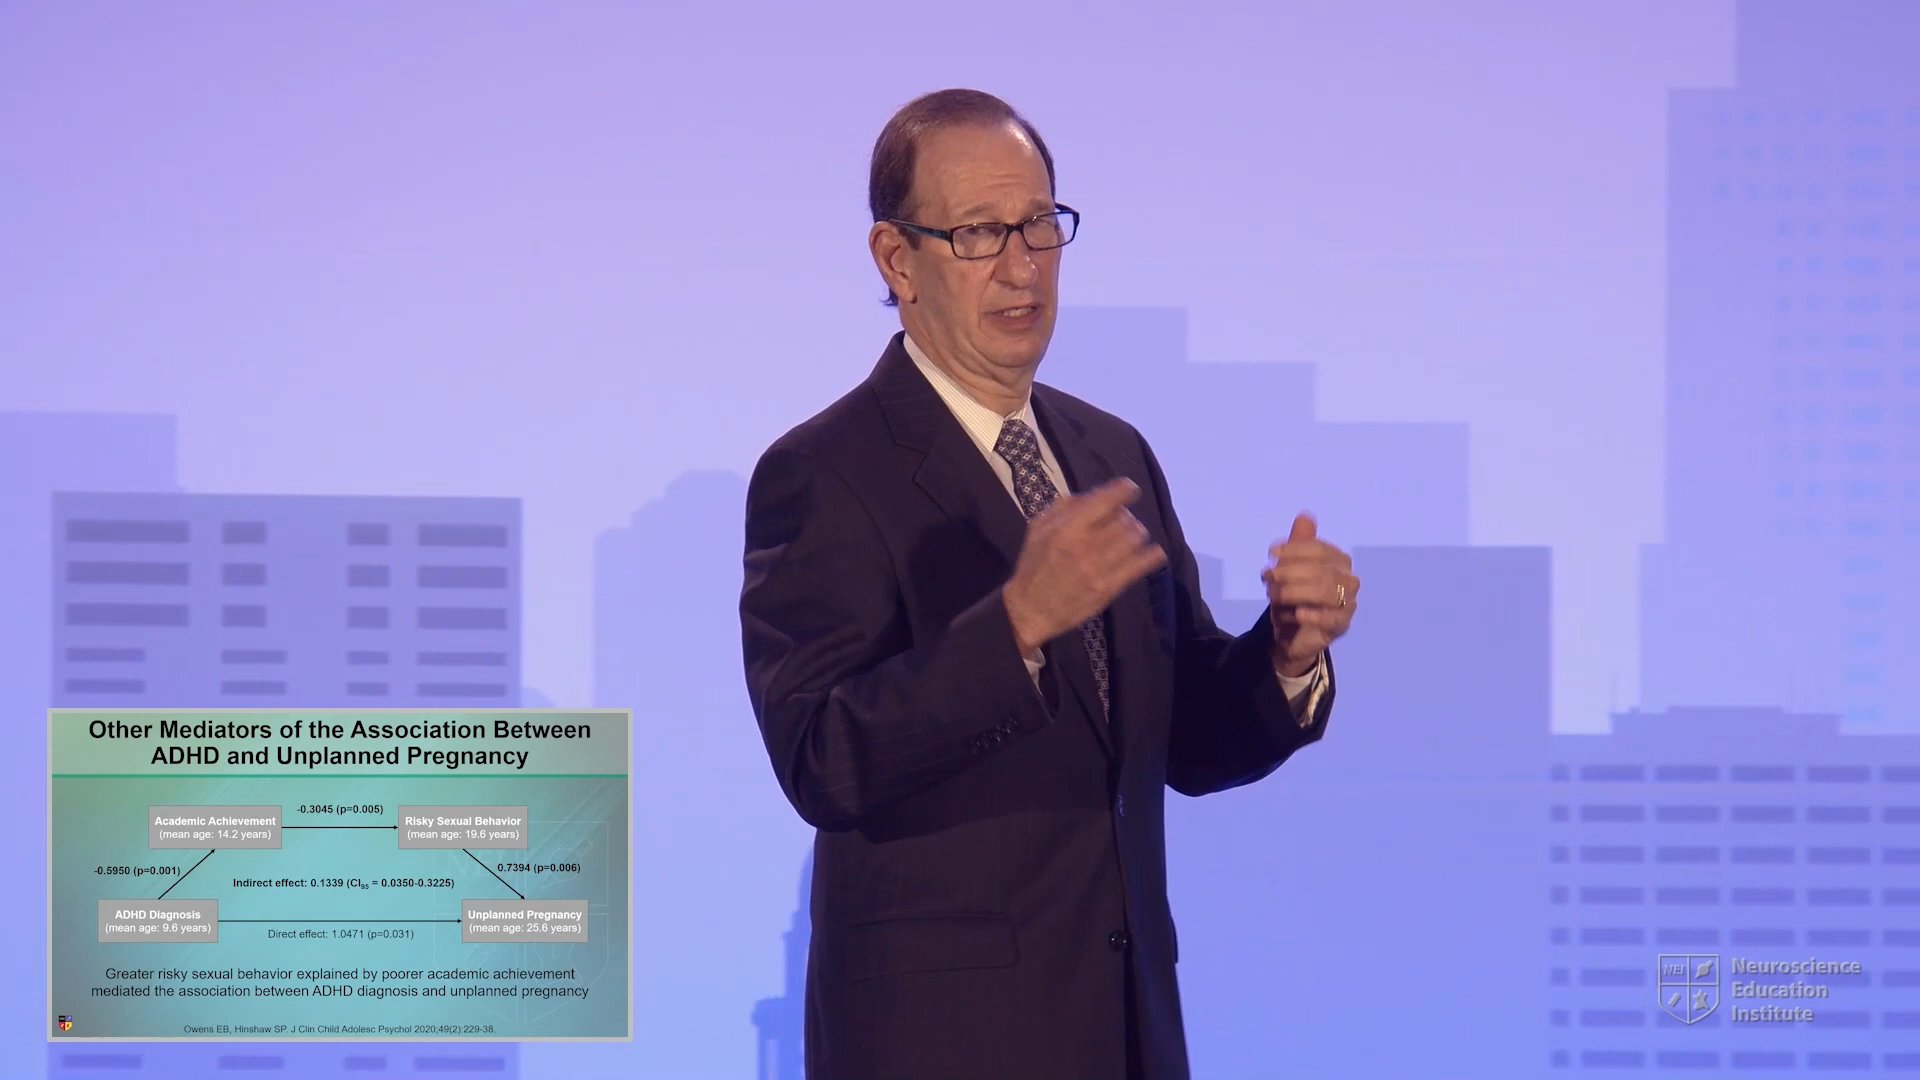 Other Mediators of the Association Between
ADHD and Unplanned Pregnancy
-0.3045 (p=0.005)
Academic Achievement
(mean age: 14.2 years)
Risky Sexual Behavior
(mean age: 19.6 years)
-0.5950 (p=0.001)
0.7394 (p=0.006)
Indirect effect: 0.1339 (CI95 = 0.0350-0.3225)
ADHD Diagnosis
(mean age: 9.6 years)
Unplanned Pregnancy
(mean age: 25.6 years)
Direct effect: 1.0471 (p=0.031)
Greater risky sexual behavior explained by poorer academic achievement
mediated the association between ADHD diagnosis and unplanned pregnancy
Owens EB, Hinshaw SP. J Clin Child Adolesc Psychol 2020;49(2):229-38.
NEI
Neuroscience
Education
Institute